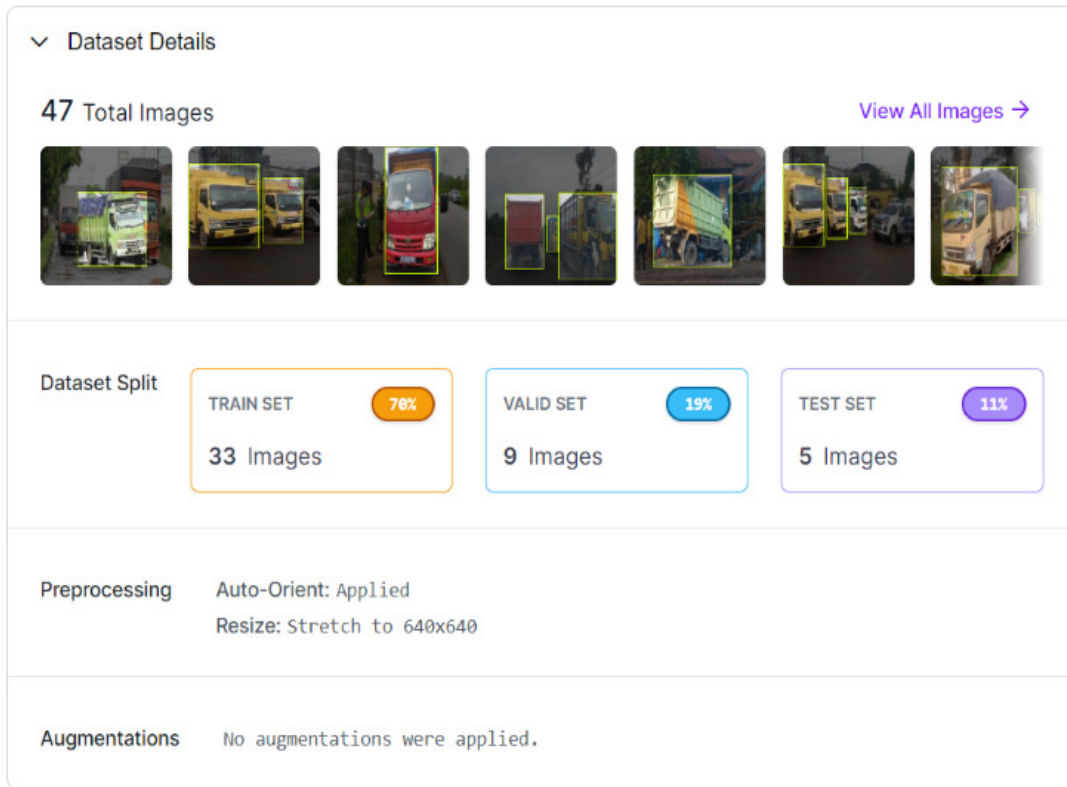 Dataset Details
47 Total Images
View All Images →
Dataset Split
TRAIN SET
70%
33 Images
VALID SET
19%
9 Images
TEST SET
11%
5 Images
Preprocessing
Auto-Orient: Applied
Resize: Stretch to 640x640
Augmentations
No augmentations were applied.